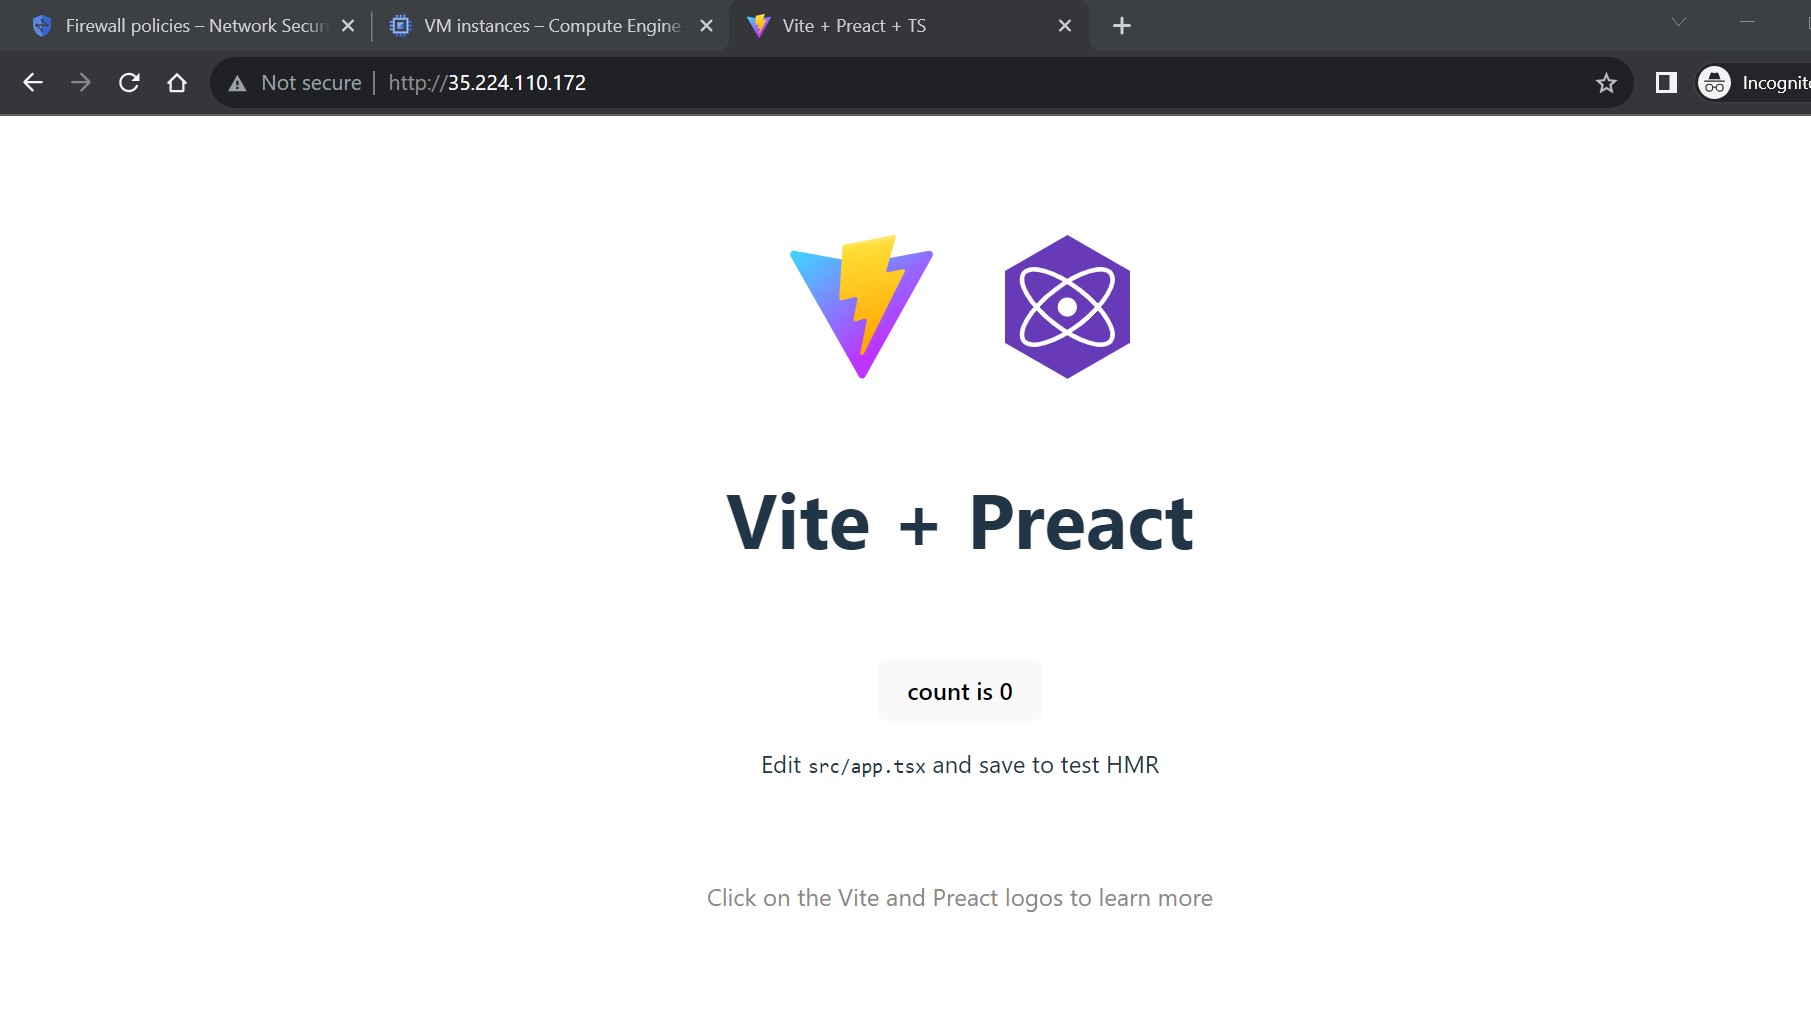 Firewall policies – Network Securi
VM instances – Compute Engine
Vite + Preact + TS
Not secure
http://35.224.110.172
Incognito
Vite + Preact
count is 0
Edit src/app.tsx and save to test HMR
Click on the Vite and Preact logos to learn more